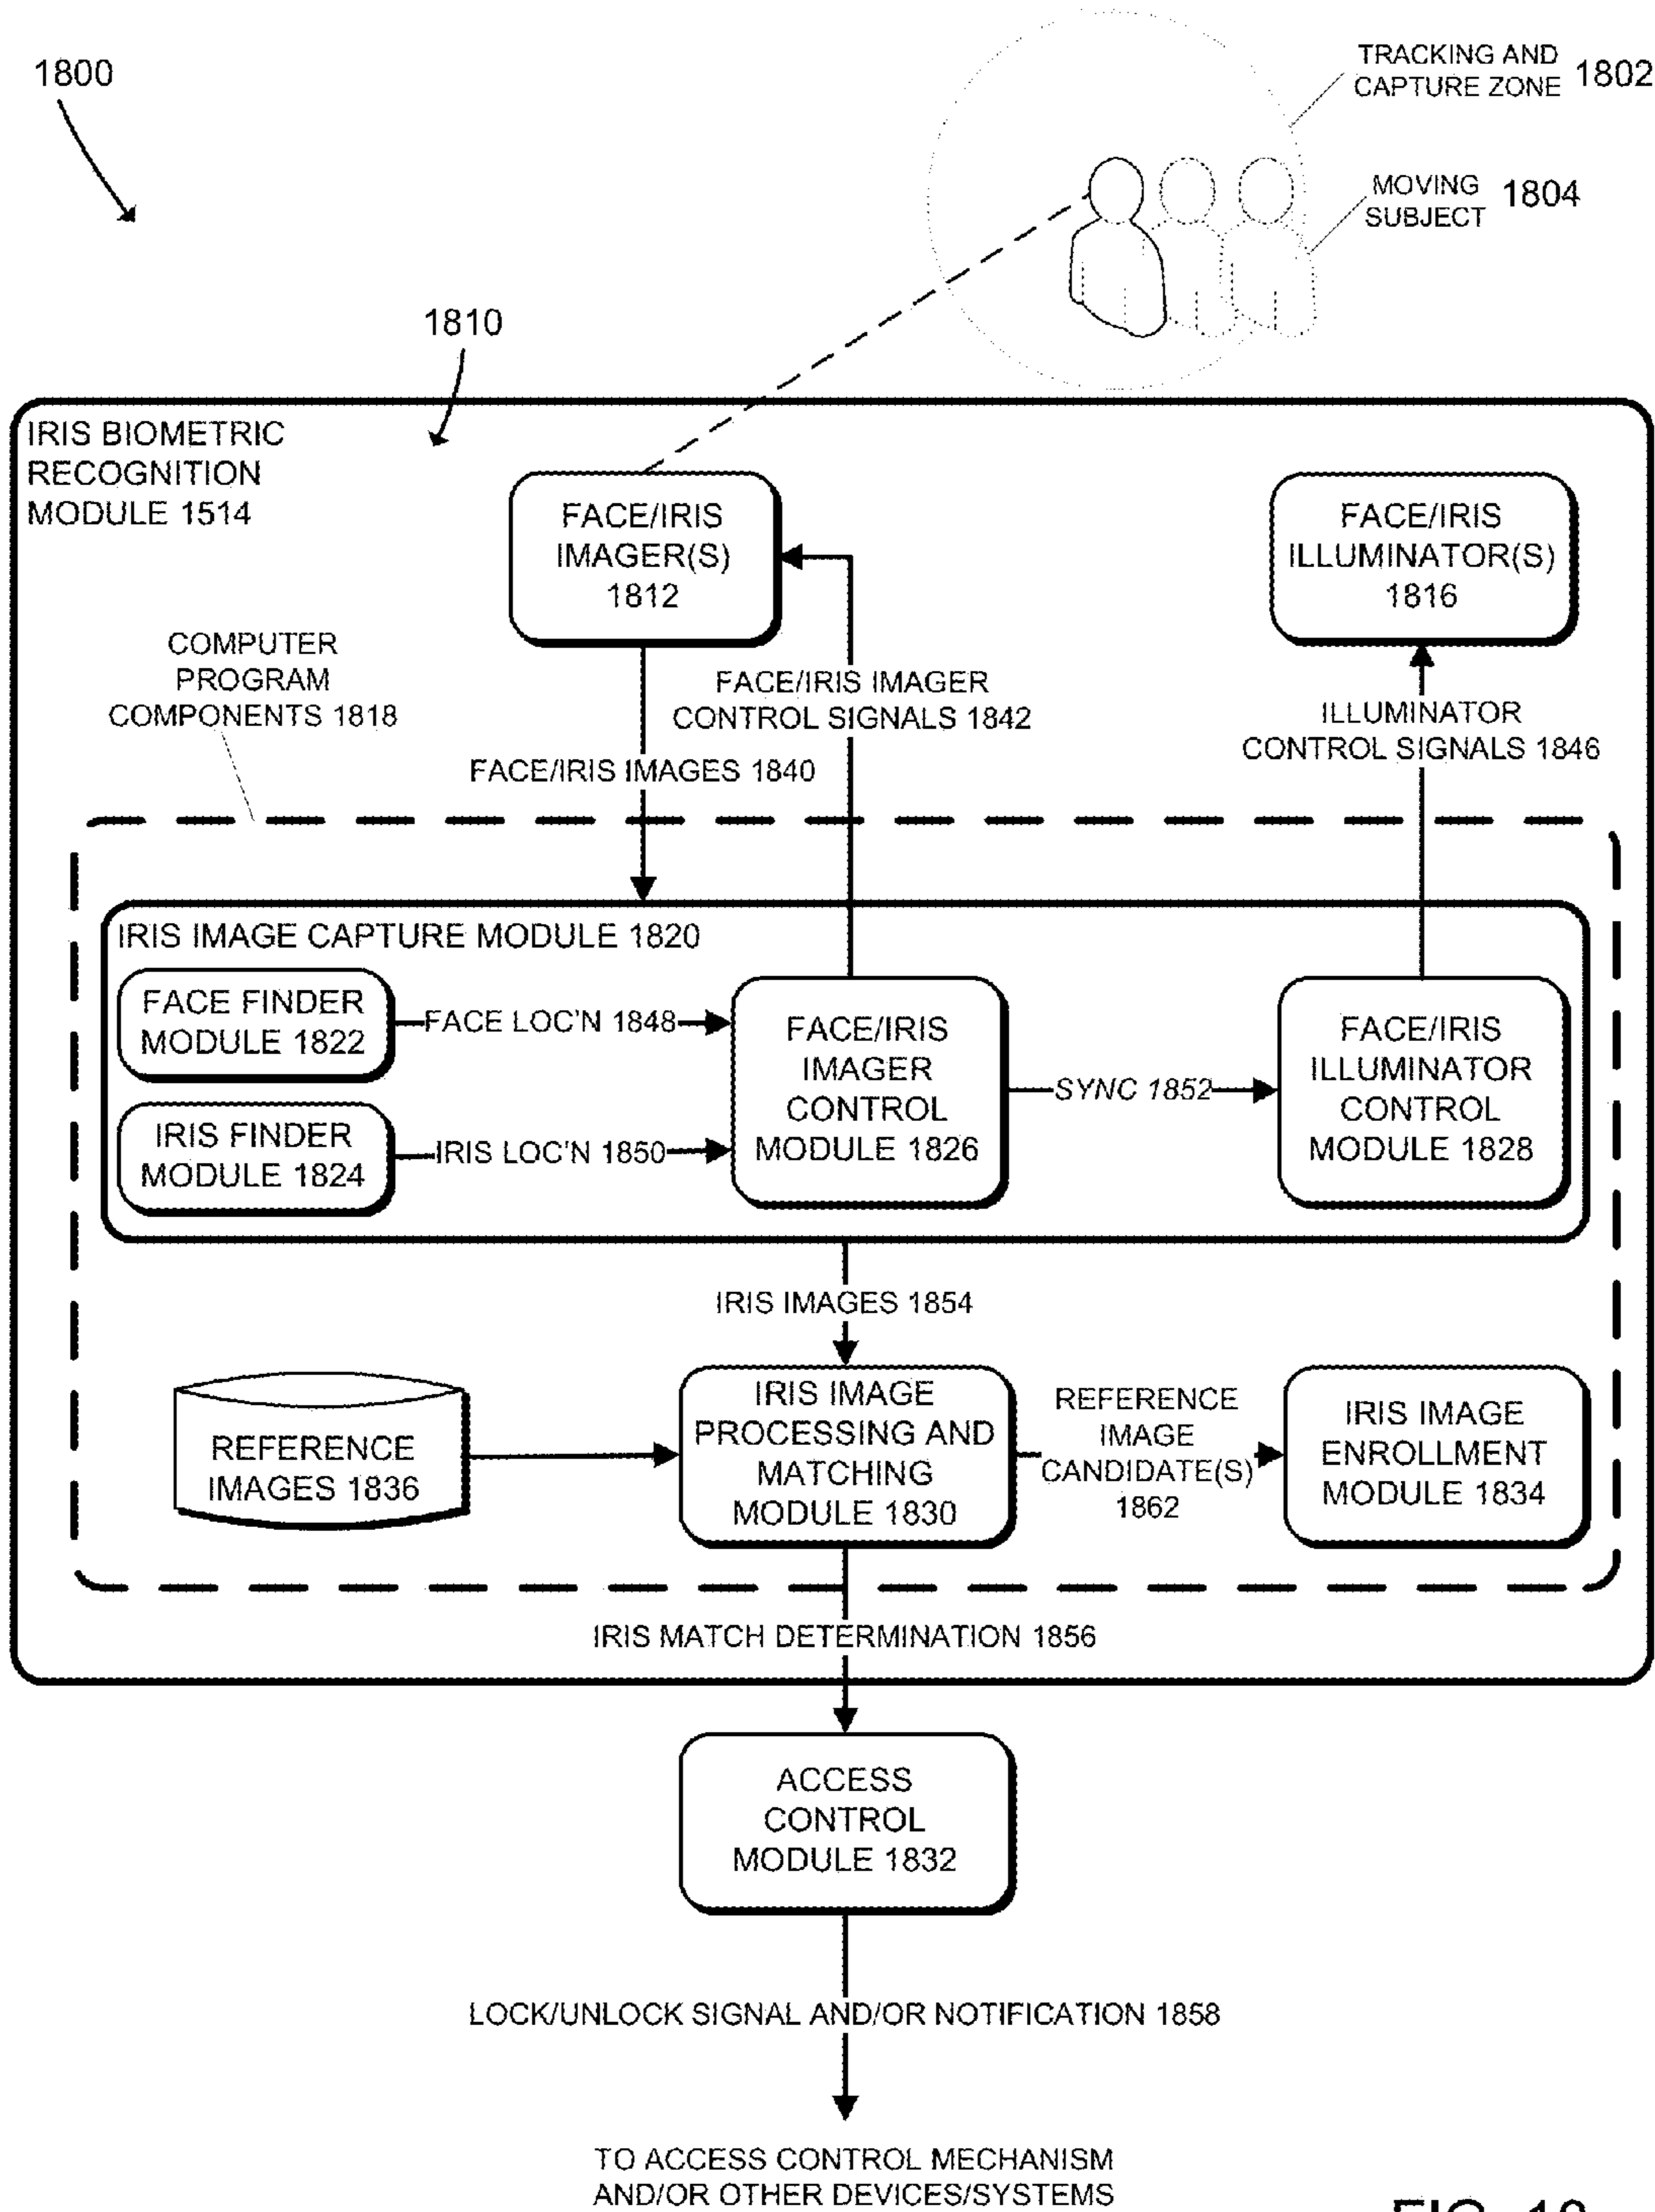 1800
TRACKING AND
CAPTURE ZONE 1802
MOVING
SUBJECT 1804
1810
IRIS BIOMETRIC
RECOGNITION
MODULE 1514
FACE/IRIS
IMAGER(S)
1812
FACE/IRIS
ILLUMINATOR(S)
1816
COMPUTER
PROGRAM
COMPONENTS 1818
FACE/IRIS IMAGER
CONTROL SIGNALS 1842
ILLUMINATOR
CONTROL SIGNALS 1846
FACE/IRIS IMAGES 1840
IRIS IMAGE CAPTURE MODULE 1820
FACE FINDER
MODULE 1822
FACE LOC'N 1848
IRIS FINDER
MODULE 1824
IRIS LOC'N 1850
FACE/IRIS
IMAGER
CONTROL
MODULE 1826
SYNC 1852
FACE/IRIS
ILLUMINATOR
CONTROL
MODULE 1828
IRIS IMAGES 1854
REFERENCE
IMAGES 1836
IRIS IMAGE
PROCESSING AND
MATCHING
MODULE 1830
REFERENCE
IMAGE
CANDIDATE(S)
1862
IRIS IMAGE
ENROLLMENT
MODULE 1834
IRIS MATCH DETERMINATION 1856
ACCESS
CONTROL
MODULE 1832
LOCK/UNLOCK SIGNAL AND/OR NOTIFICATION 1858
TO ACCESS CONTROL MECHANISM
AND/OR OTHER DEVICES/SYSTEMS